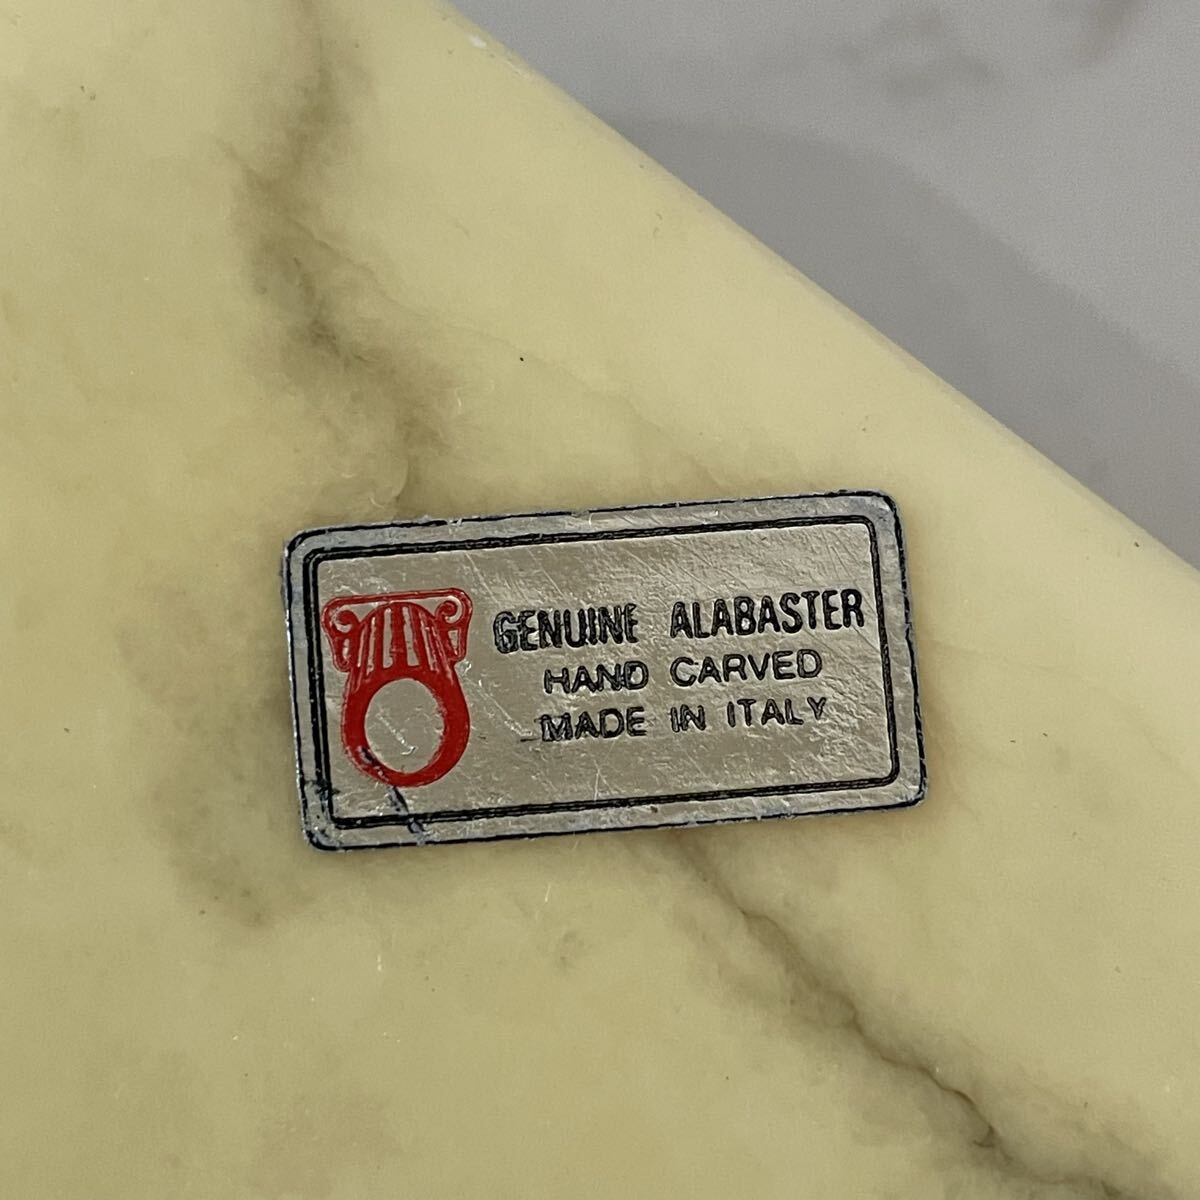 GENUINE ALABASTER
HAND CARVED
MADE IN ITALY